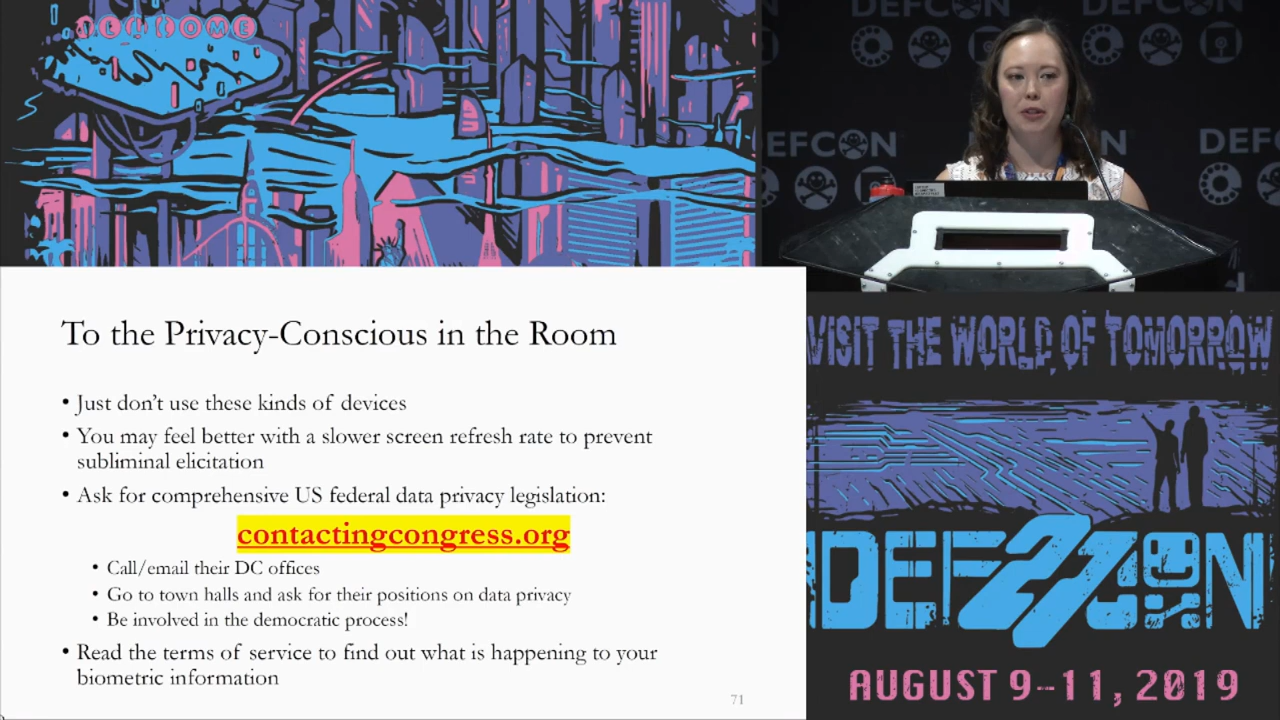 WELCOME
DEFCON
DEFCON
DEFCON
DEFCON
To the Privacy-Conscious in the Room
• Just don't use these kinds of devices
• You may feel better with a slower screen refresh rate to prevent
subliminal elicitation
• Ask for comprehensive US federal data privacy legislation:
contactingcongress.org
• Call/email their DC offices
• Go to town halls and ask for their positions on data privacy
• Be involved in the democratic process!
• Read the terms of service to find out what is happening to your
biometric information
71
VISIT THE WORLD OF TOMORROW
DEF27CON
AUGUST 9-11, 2019